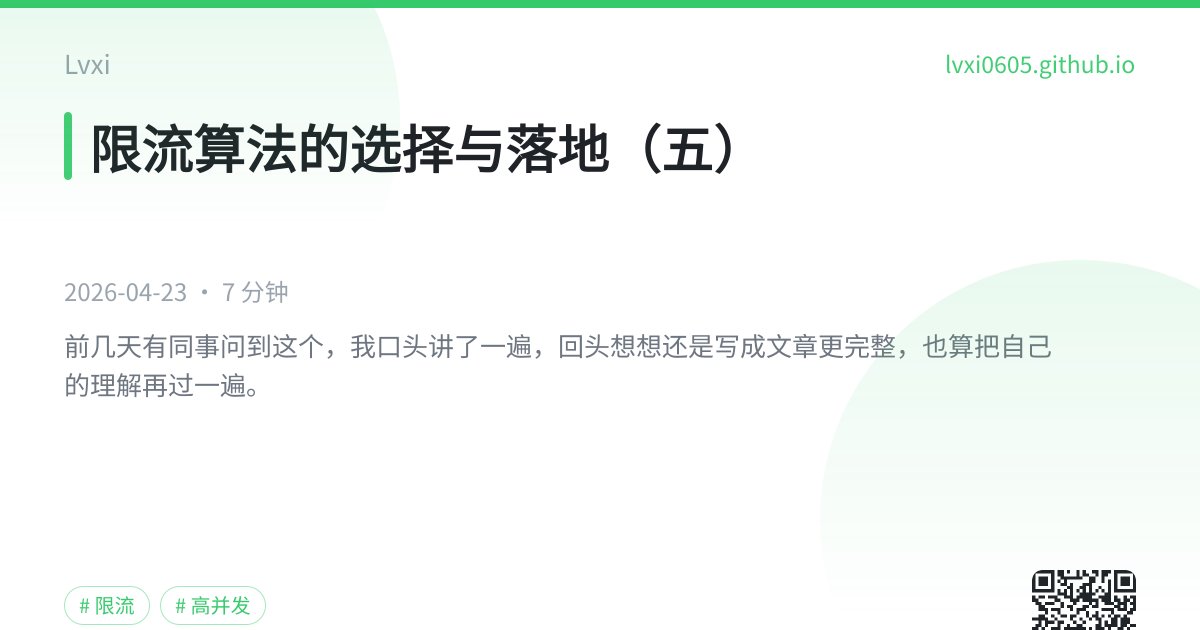 Lvxi
lvxi0605.github.io
限流算法的选择与落地（五）
2026-04-23 · 7 分钟
前几天有同事问到这个，我口头讲了一遍，回头想想还是写成文章更完整，也算把自己
的理解再过一遍。
# 限流
# 高并发